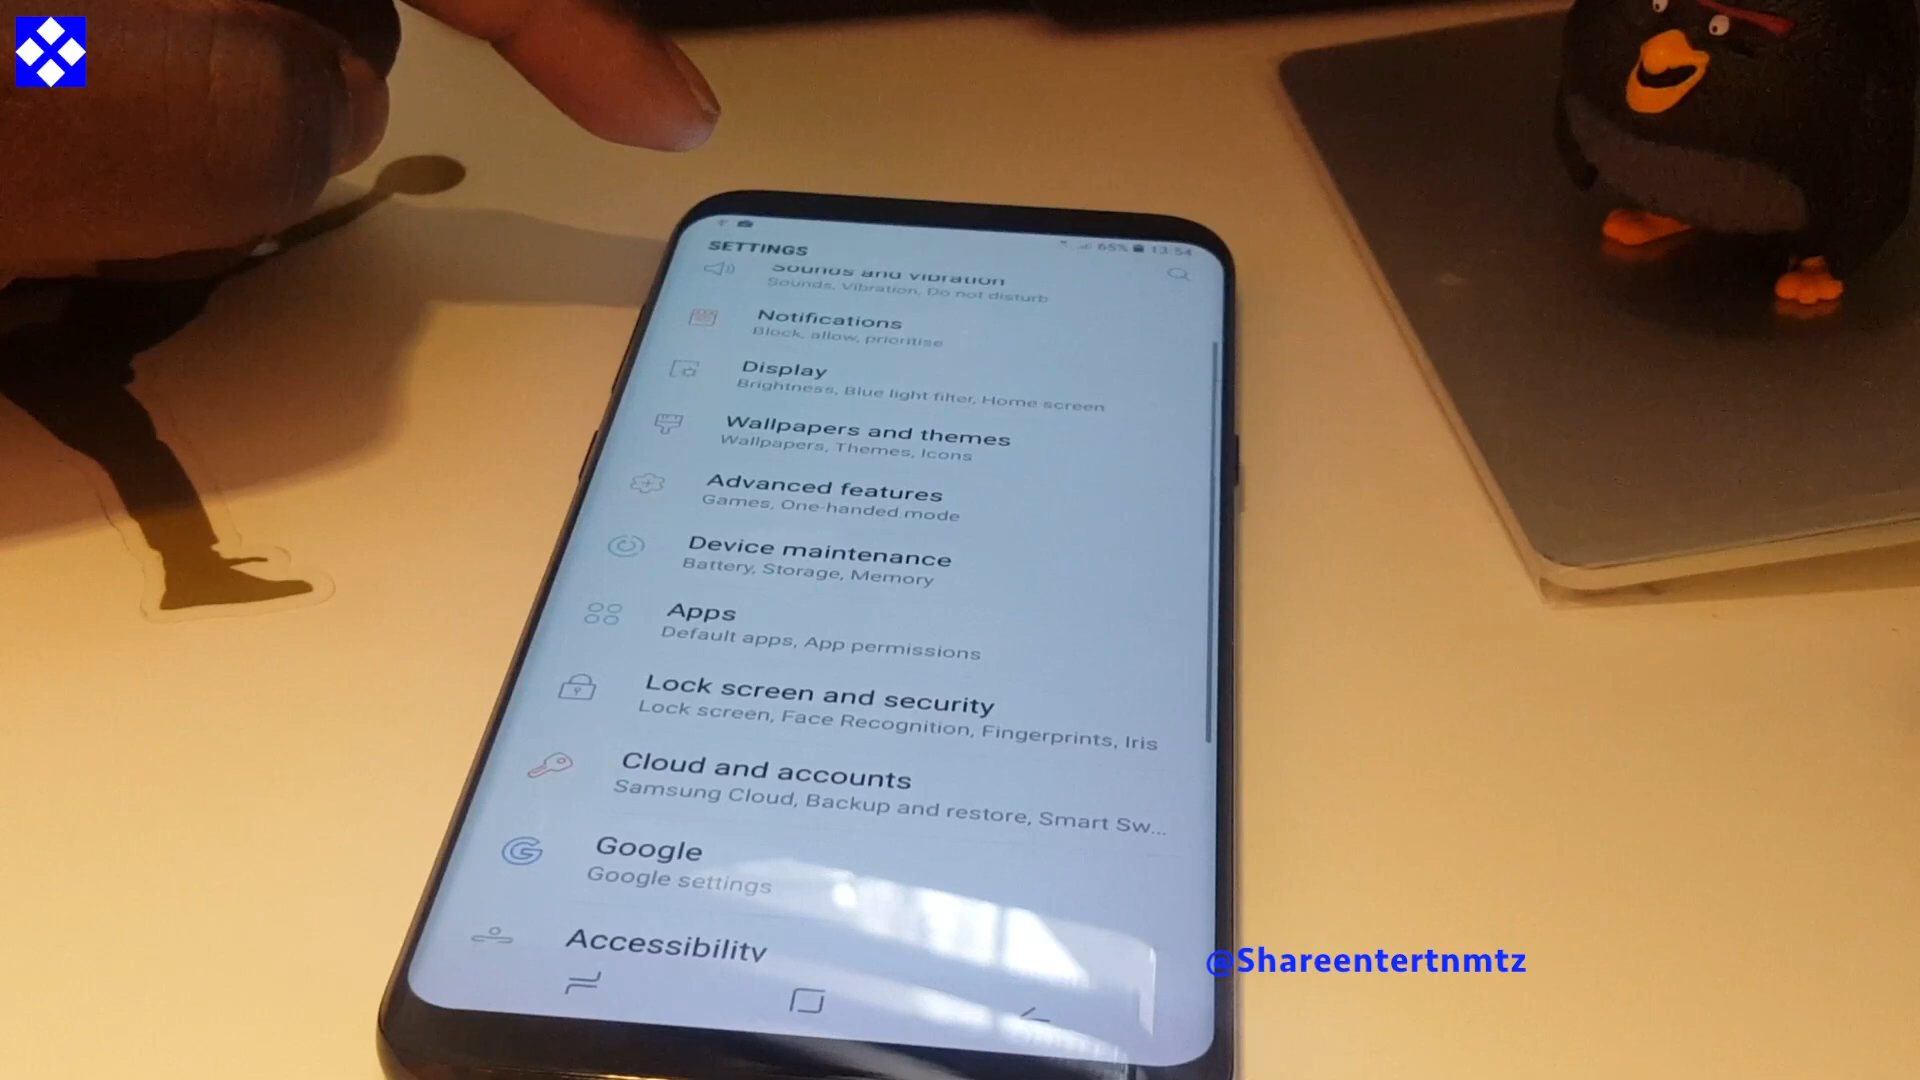 65% 13:54
SETTINGS
Sounds and vibration
Sounds, Vibration, Do not disturb
Notifications
Block, allow, prioritise
Display
Brightness, Blue light filter, Home screen
Wallpapers and themes
Wallpapers, Themes, Icons
Advanced features
Games, One-handed mode
Device maintenance
Battery, Storage, Memory
Apps
Default apps, App permissions
Lock screen and security
Lock screen, Face Recognition, Fingerprints, Iris
Cloud and accounts
Samsung Cloud, Backup and restore, Smart Sw...
Google
Google settings
Accessibility
@Shareentertnmtz